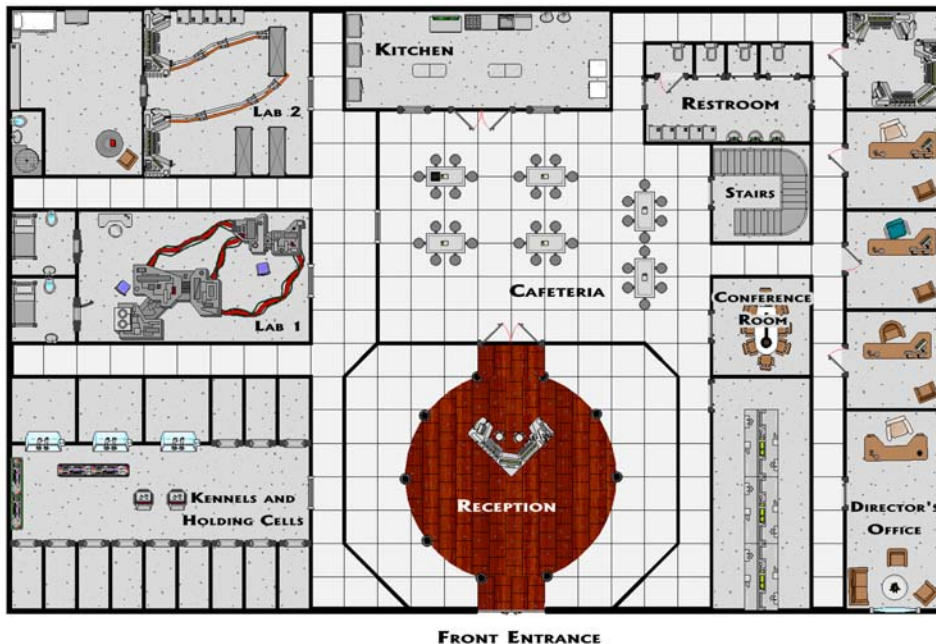 KITCHEN
LAB 2
RESTROOM
STAIRS
CAFETERIA
CONFERENCE
ROOM
LAB 1
KENNELS AND
HOLDING CELLS
RECEPTION
DIRECTOR'S
OFFICE
FRONT ENTRANCE